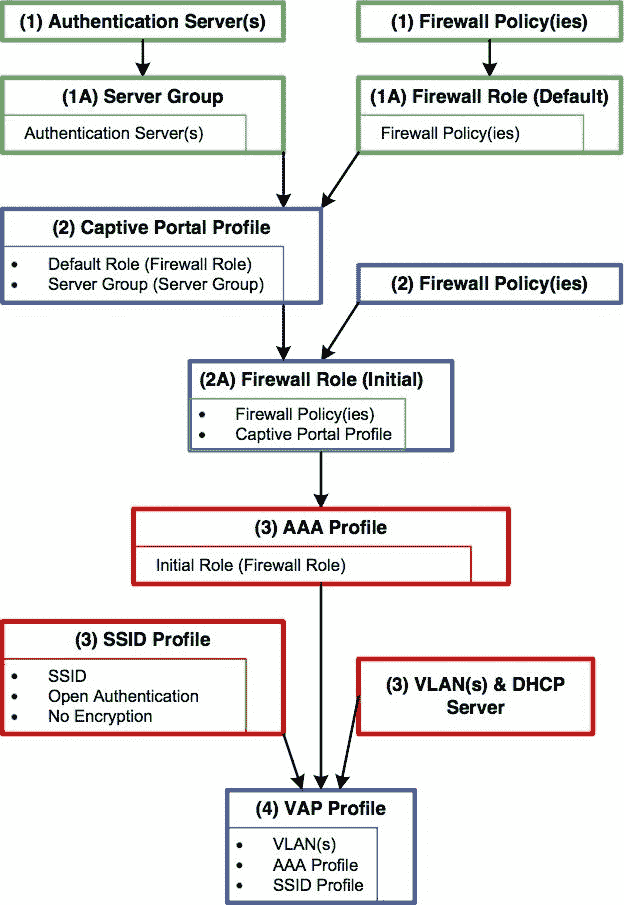 (1) Authentication Server(s)
(1) Firewall Policy(ies)
(1A) Server Group
Authentication Server(s)
(1A) Firewall Role (Default)
Firewall Policy(ies)
(2) Captive Portal Profile
• Default Role (Firewall Role)
• Server Group (Server Group)
(2) Firewall Policy(ies)
(2A) Firewall Role (Initial)
• Firewall Policy(ies)
• Captive Portal Profile
(3) AAA Profile
Initial Role (Firewall Role)
(3) SSID Profile
• SSID
• Open Authentication
• No Encryption
(3) VLAN(s) & DHCP
Server
(4) VAP Profile
• VLAN(s)
• AAA Profile
• SSID Profile